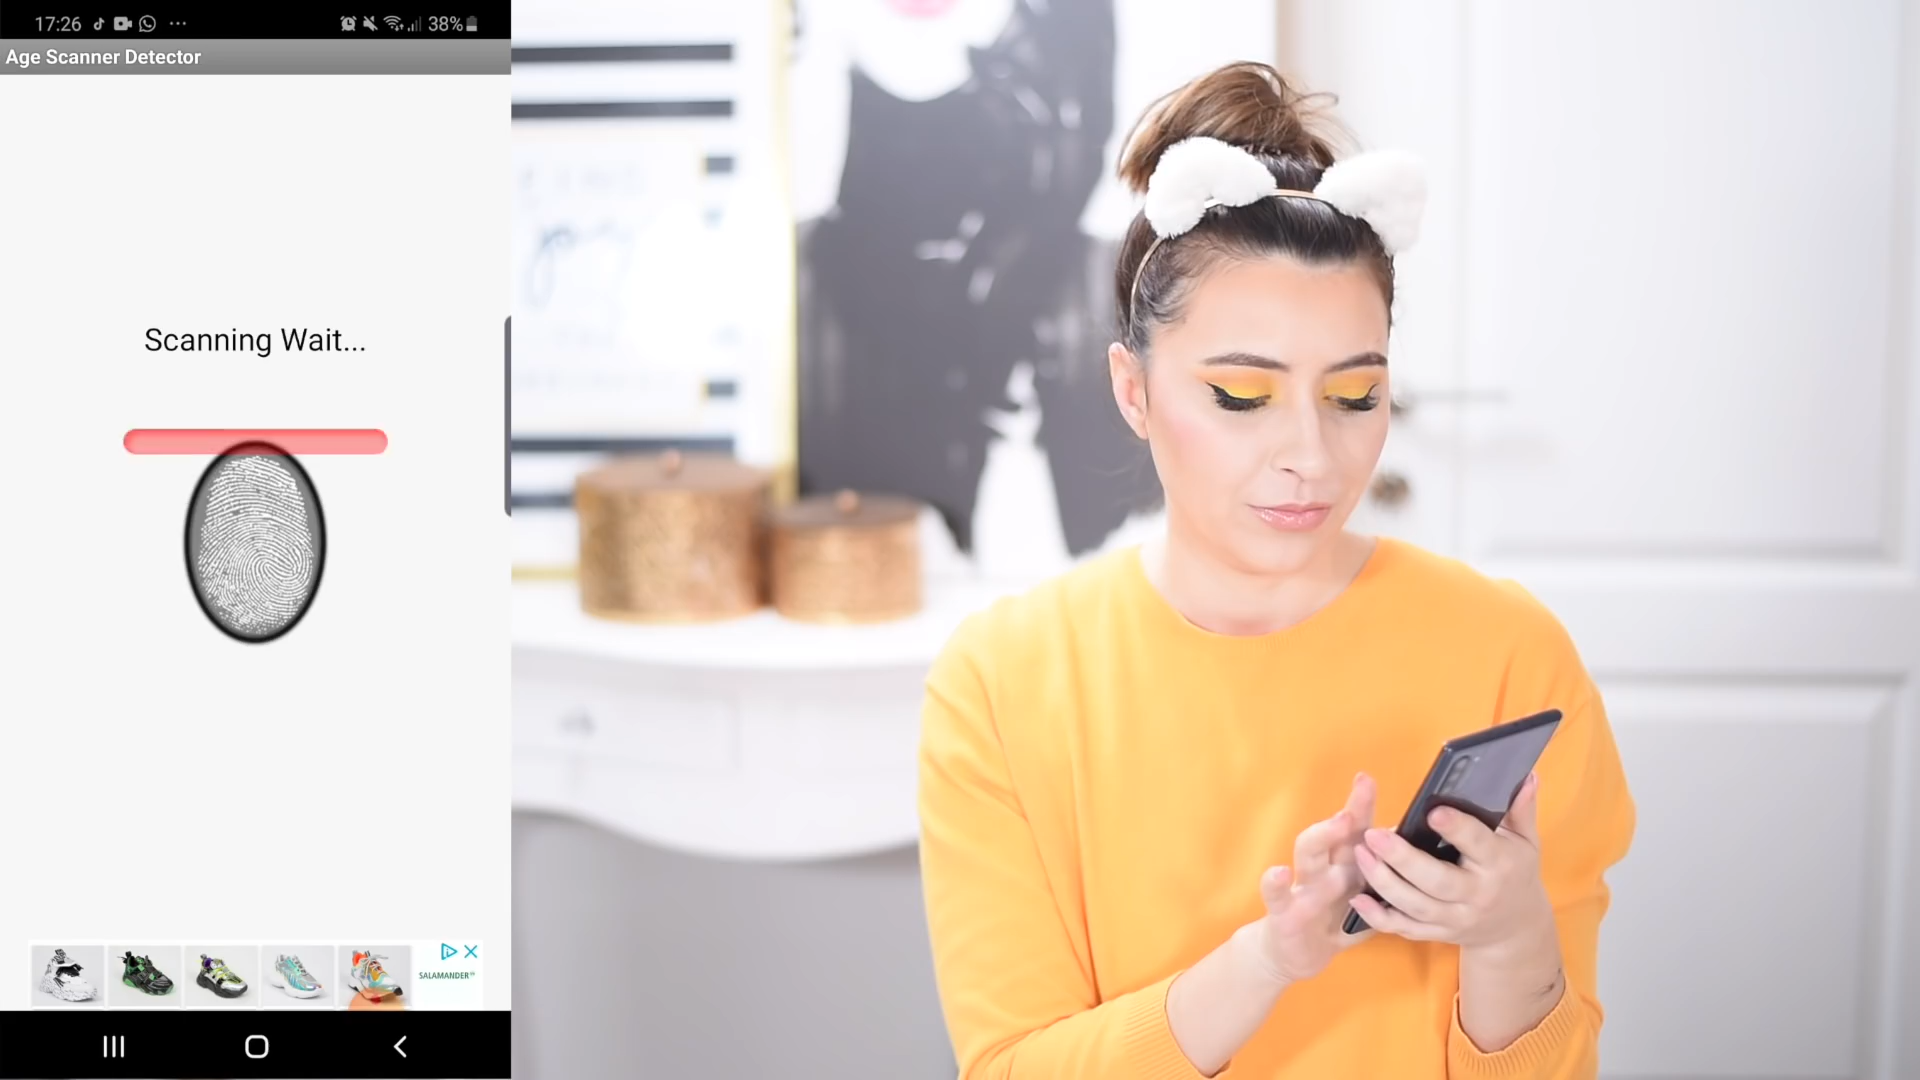 17:26
38%
Age Scanner Detector
Scanning Wait...
SALAMANDER